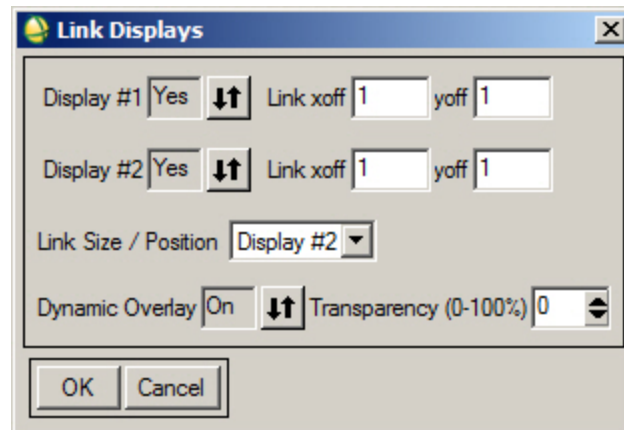 Link Displays
Display #1 Yes Link xoff 1 yoff 1
Display #2 Yes Link xoff 1 yoff 1
Link Size / Position Display #2
Dynamic Overlay On Transparency (0-100%) 0
OK Cancel